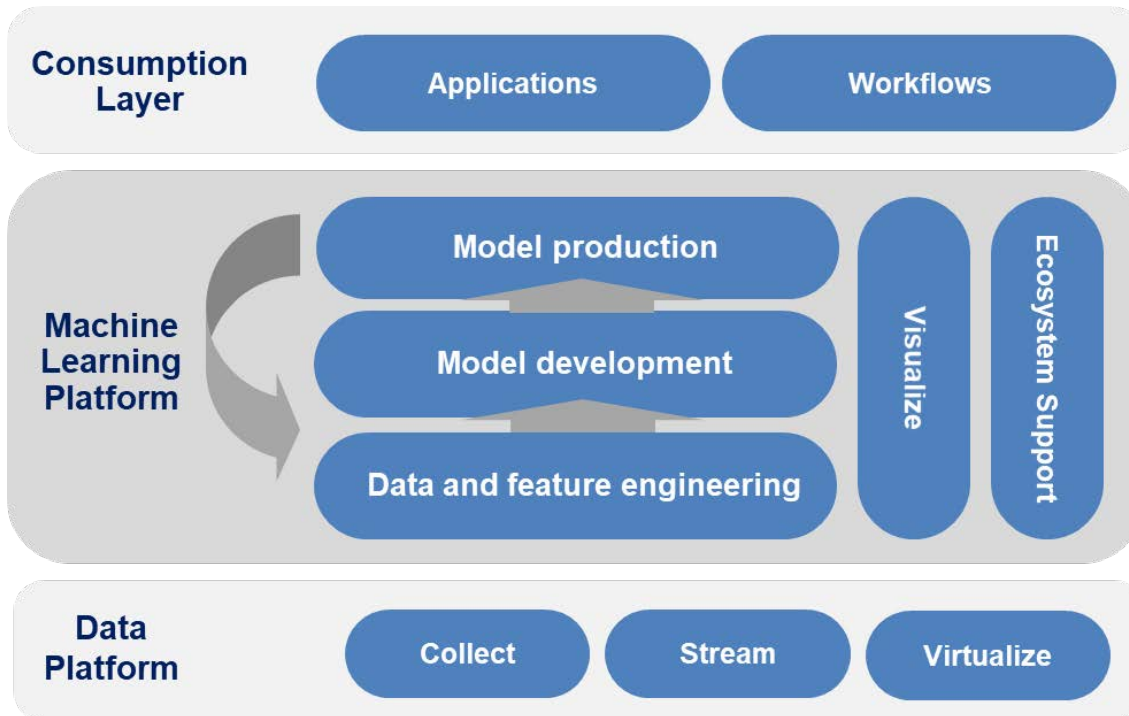 Consumption
Layer
Applications
Workflows
Machine
Learning
Platform
Model production
Model development
Data and feature engineering
Visualize
Ecosystem Support
Data
Platform
Collect
Stream
Virtualize